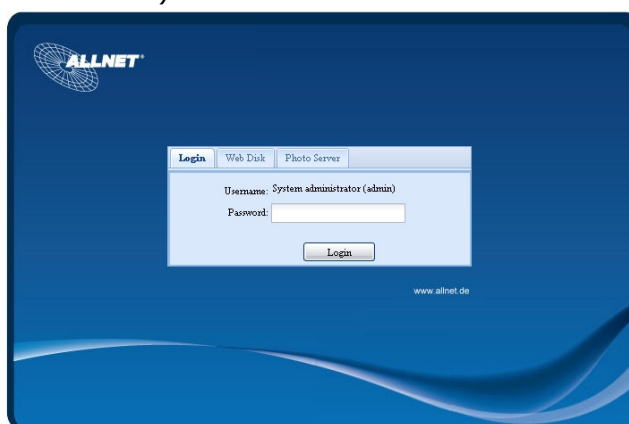 ALLNET®
Login Web Disk Photo Server
Username: System administrator (admin)
Password:
Login
www.allnet.de